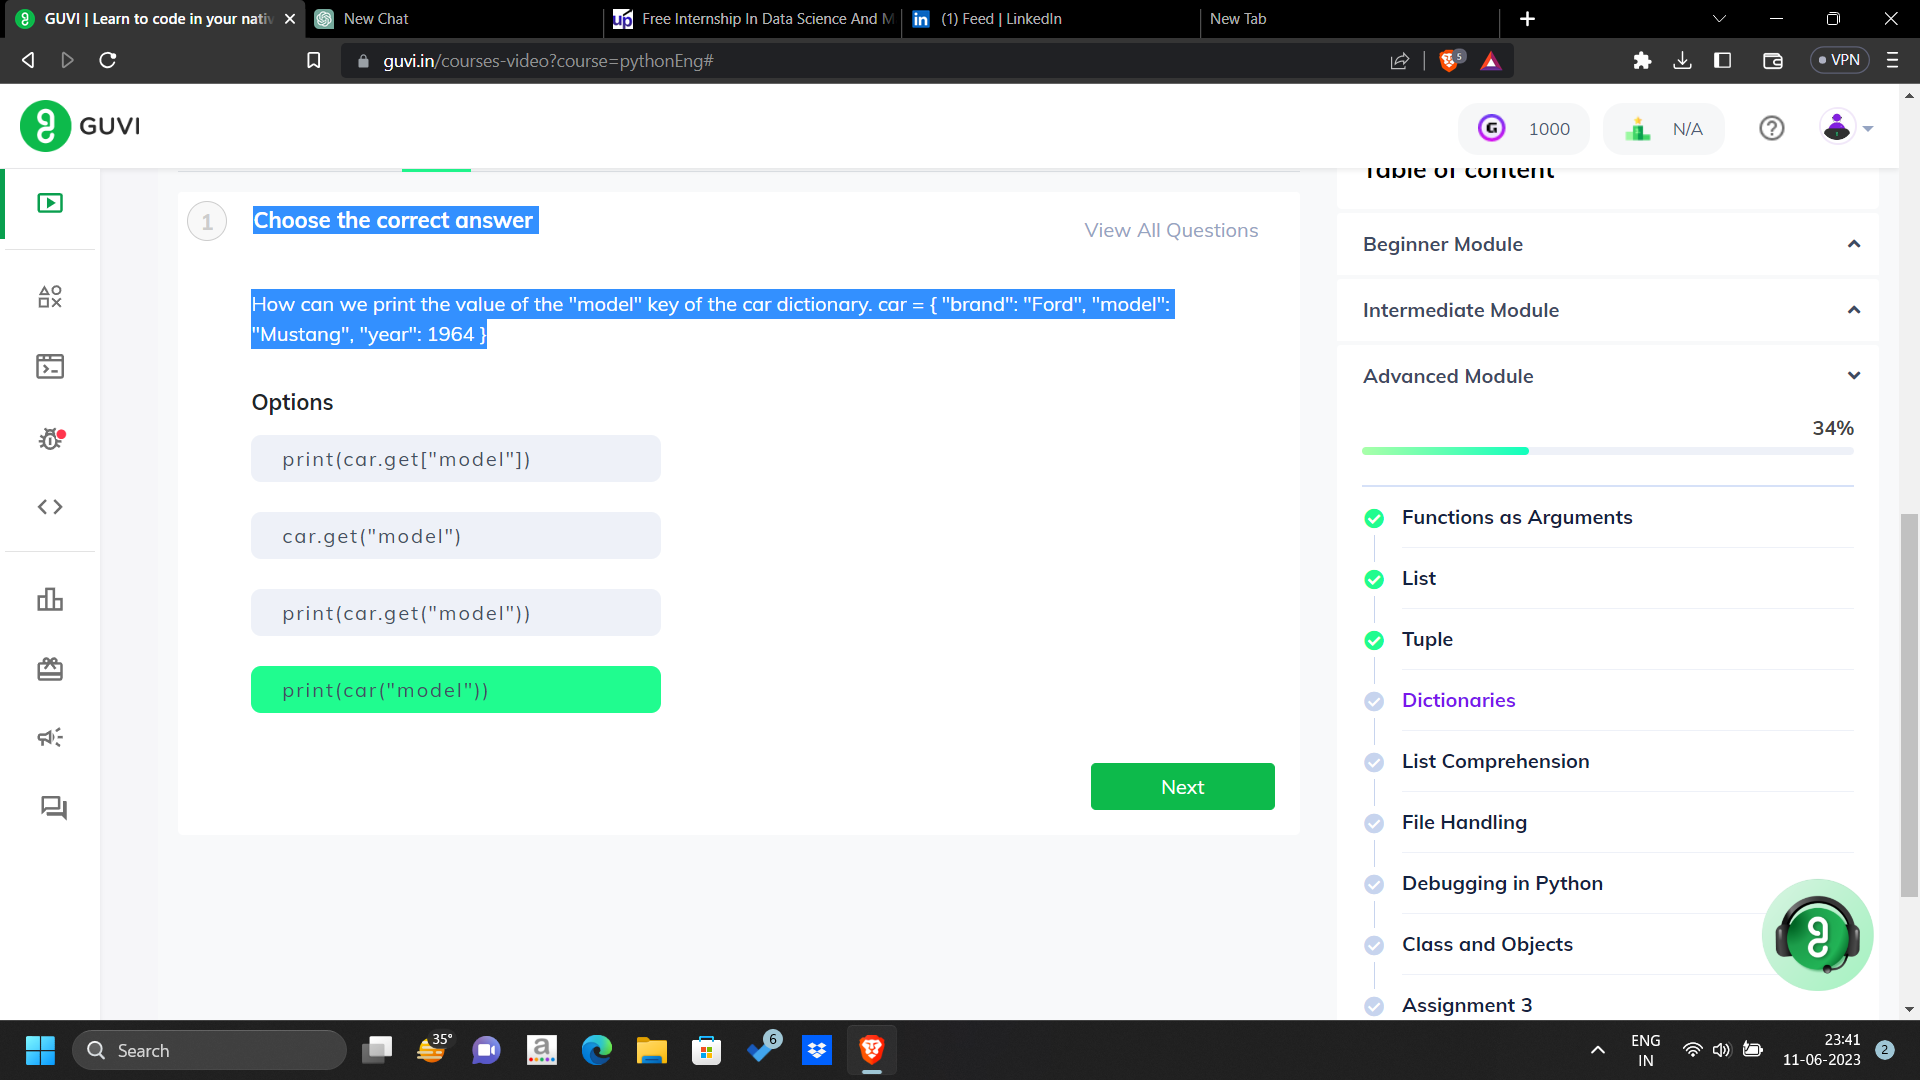 GUVI | Learn to code in your nativ
New Chat
Free Internship In Data Science And M
(1) Feed | LinkedIn
New Tab
guvi.in/courses-video?course=pythonEng#
5
VPN
GUVI
G
1000
N/A
1
Choose the correct answer
View All Questions
How can we print the value of the "model" key of the car dictionary. car = { "brand": "Ford", "model":
"Mustang", "year": 1964 }
Options
print(car.get["model"])
car.get("model")
print(car.get("model"))
print(car("model"))
Next
Table of content
Beginner Module
Intermediate Module
Advanced Module
34%
Functions as Arguments
List
Tuple
Dictionaries
List Comprehension
File Handling
Debugging in Python
Class and Objects
Assignment 3
Search
35°
a
6
ENG
IN
23:41
11-06-2023
2